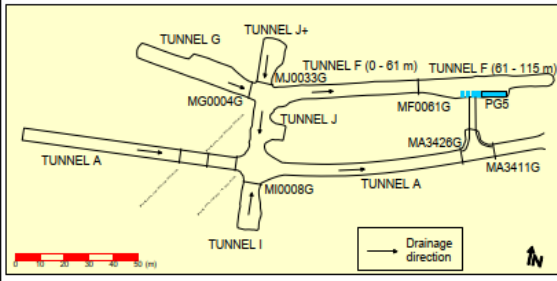 TUNNEL J+
TUNNEL G
TUNNEL F (0 - 61 m)
TUNNEL F (61 - 115 m)
MJ0033G
MG0004G
MF0061G
PG5
TUNNEL J
MA3426G
TUNNEL A
MA3411G
MI0008G
TUNNEL A
TUNNEL I
Drainage
direction
0 10 20 30 40 50 (m)
N